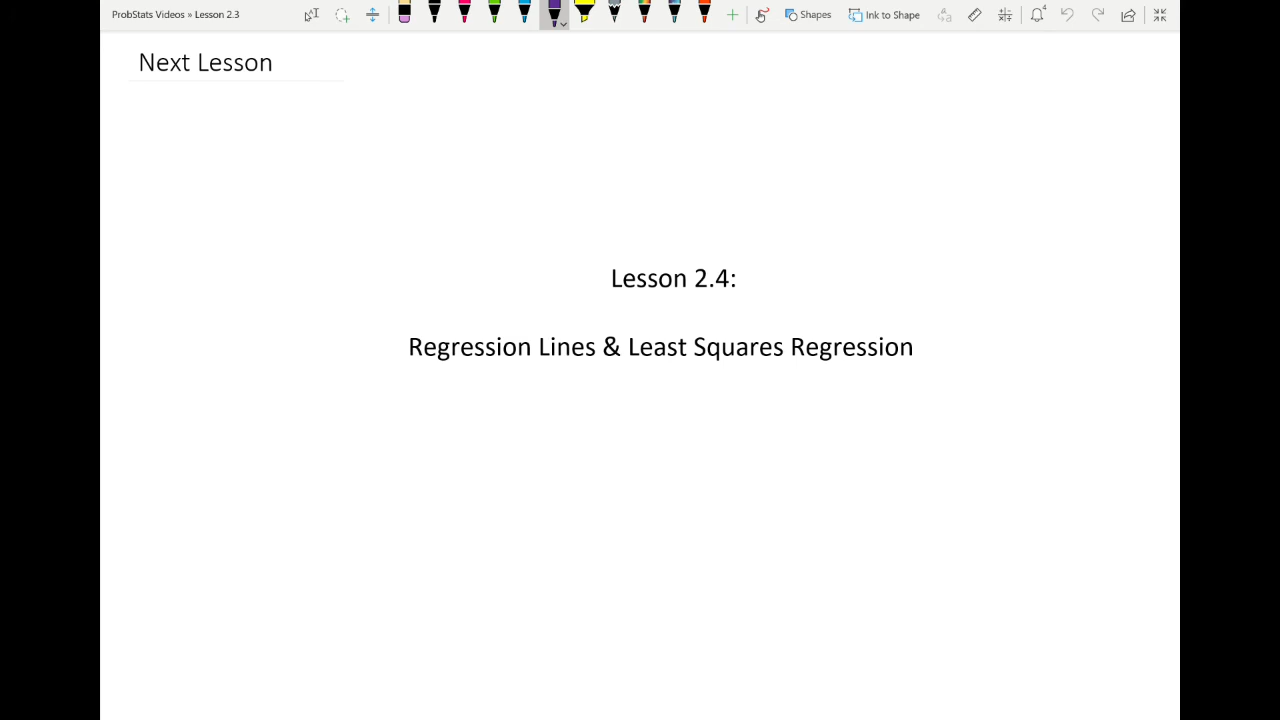 ProbStats Videos » Lesson 2.3
Shapes
Ink to Shape
4
Next Lesson
Lesson 2.4:
Regression Lines & Least Squares Regression